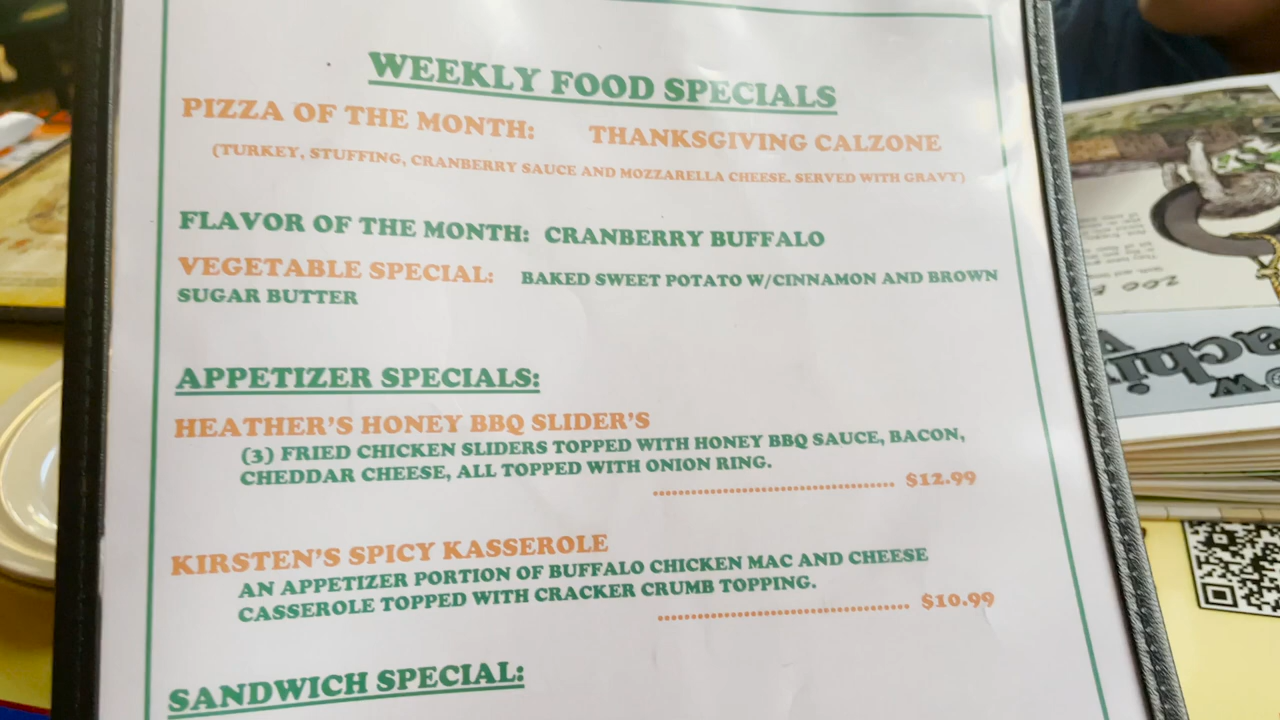 WEEKLY FOOD SPECIALS
PIZZA OF THE MONTH: THANKSGIVING CALZONE
(TURKEY, STUFFING, CRANBERRY SAUCE AND MOZZARELLA CHEESE. SERVED WITH GRAVY)
FLAVOR OF THE MONTH: CRANBERRY BUFFALO
VEGETABLE SPECIAL: BAKED SWEET POTATO W/CINNAMON AND BROWN
SUGAR BUTTER
APPETIZER SPECIALS:
HEATHER'S HONEY BBQ SLIDER'S
(3) FRIED CHICKEN SLIDERS TOPPED WITH HONEY BBQ SAUCE, BACON,
CHEDDAR CHEESE, ALL TOPPED WITH ONION RING.
........................................ $12.99
KIRSTEN'S SPICY KASSEROLE
AN APPETIZER PORTION OF BUFFALO CHICKEN MAC AND CHEESE
CASSEROLE TOPPED WITH CRACKER CRUMB TOPPING.
........................................ $10.99
SANDWICH SPECIAL: